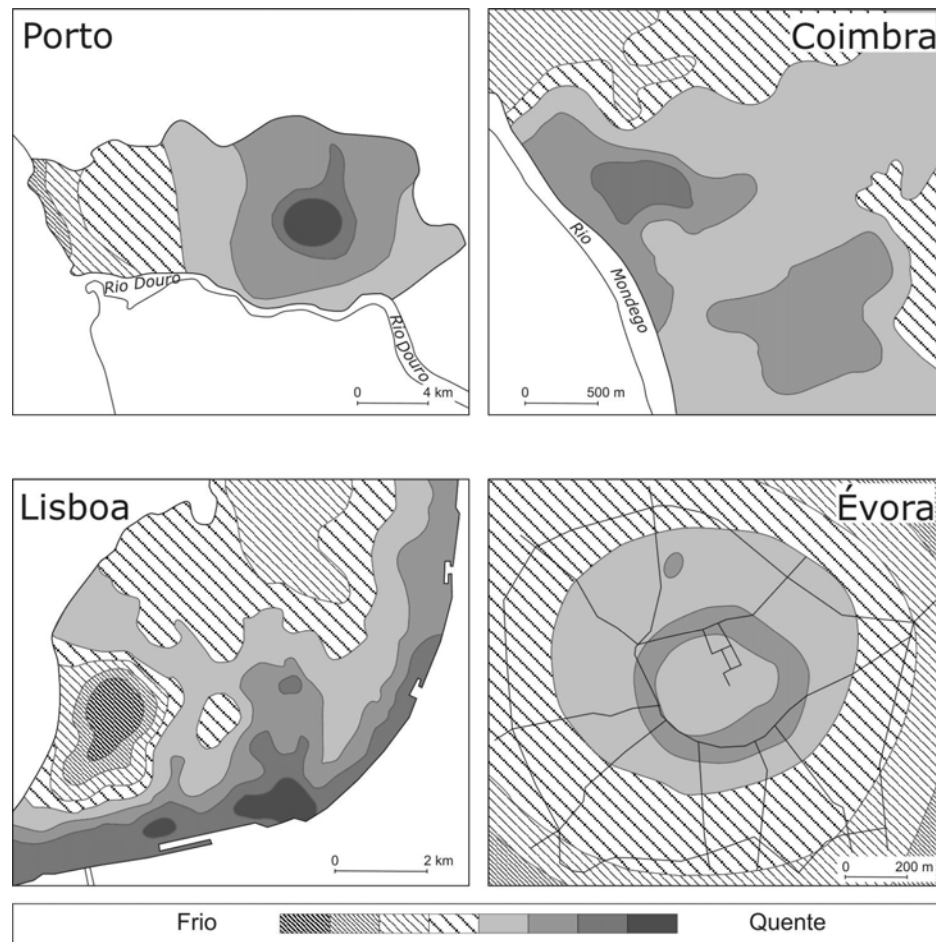 Porto
Rio Douro
Rio Douro
0 4 km
Coimbra
Rio
Mondego
0 500 m
Lisboa
0 2 km
Évora
0 200 m
Frio Quente